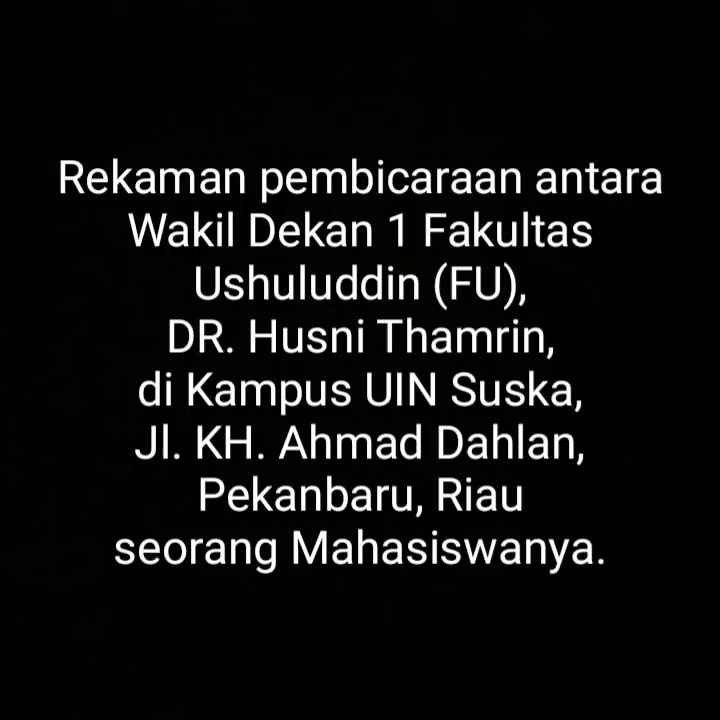 Rekaman pembicaraan antara
Wakil Dekan 1 Fakultas
Ushuluddin (FU),
DR. Husni Thamrin,
di Kampus UIN Suska,
Jl. KH. Ahmad Dahlan,
Pekanbaru, Riau
seorang Mahasiswanya.